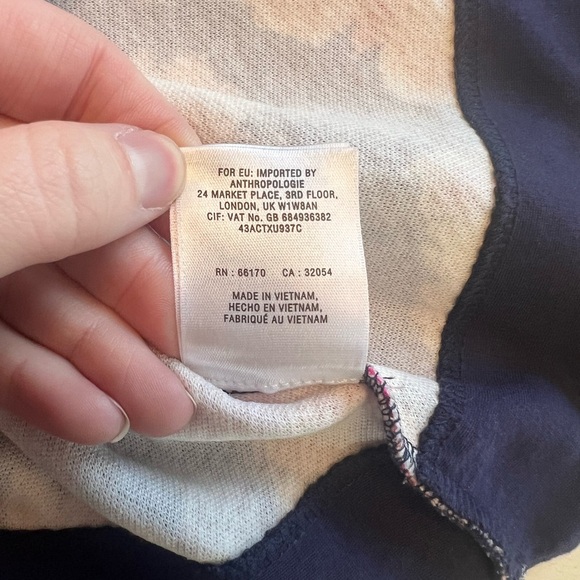 FOR EU: IMPORTED BY
ANTHROPOLOGIE
24 MARKET PLACE, 3RD FLOOR,
LONDON, UK W1W8AN
CIF: VAT No. GB 684936382
43ACTXU937C
RN : 66170 CA : 32054
MADE IN VIETNAM,
HECHO EN VIETNAM,
FABRIQUÉ AU VIETNAM